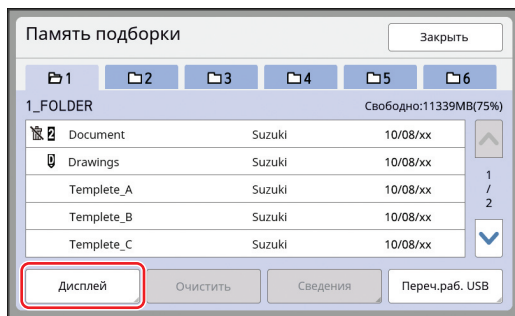 Память подборки Закрыть
1 2 3 4 5 6
1_FOLDER Свободно:11339MB(75%)
2 Document Suzuki 10/08/xx
Drawings Suzuki 10/08/xx
Templete_A Suzuki 10/08/xx
Templete_B Suzuki 10/08/xx
Templete_C Suzuki 10/08/xx
1
/
2
Дисплей Очистить Сведения Переч.раб. USB